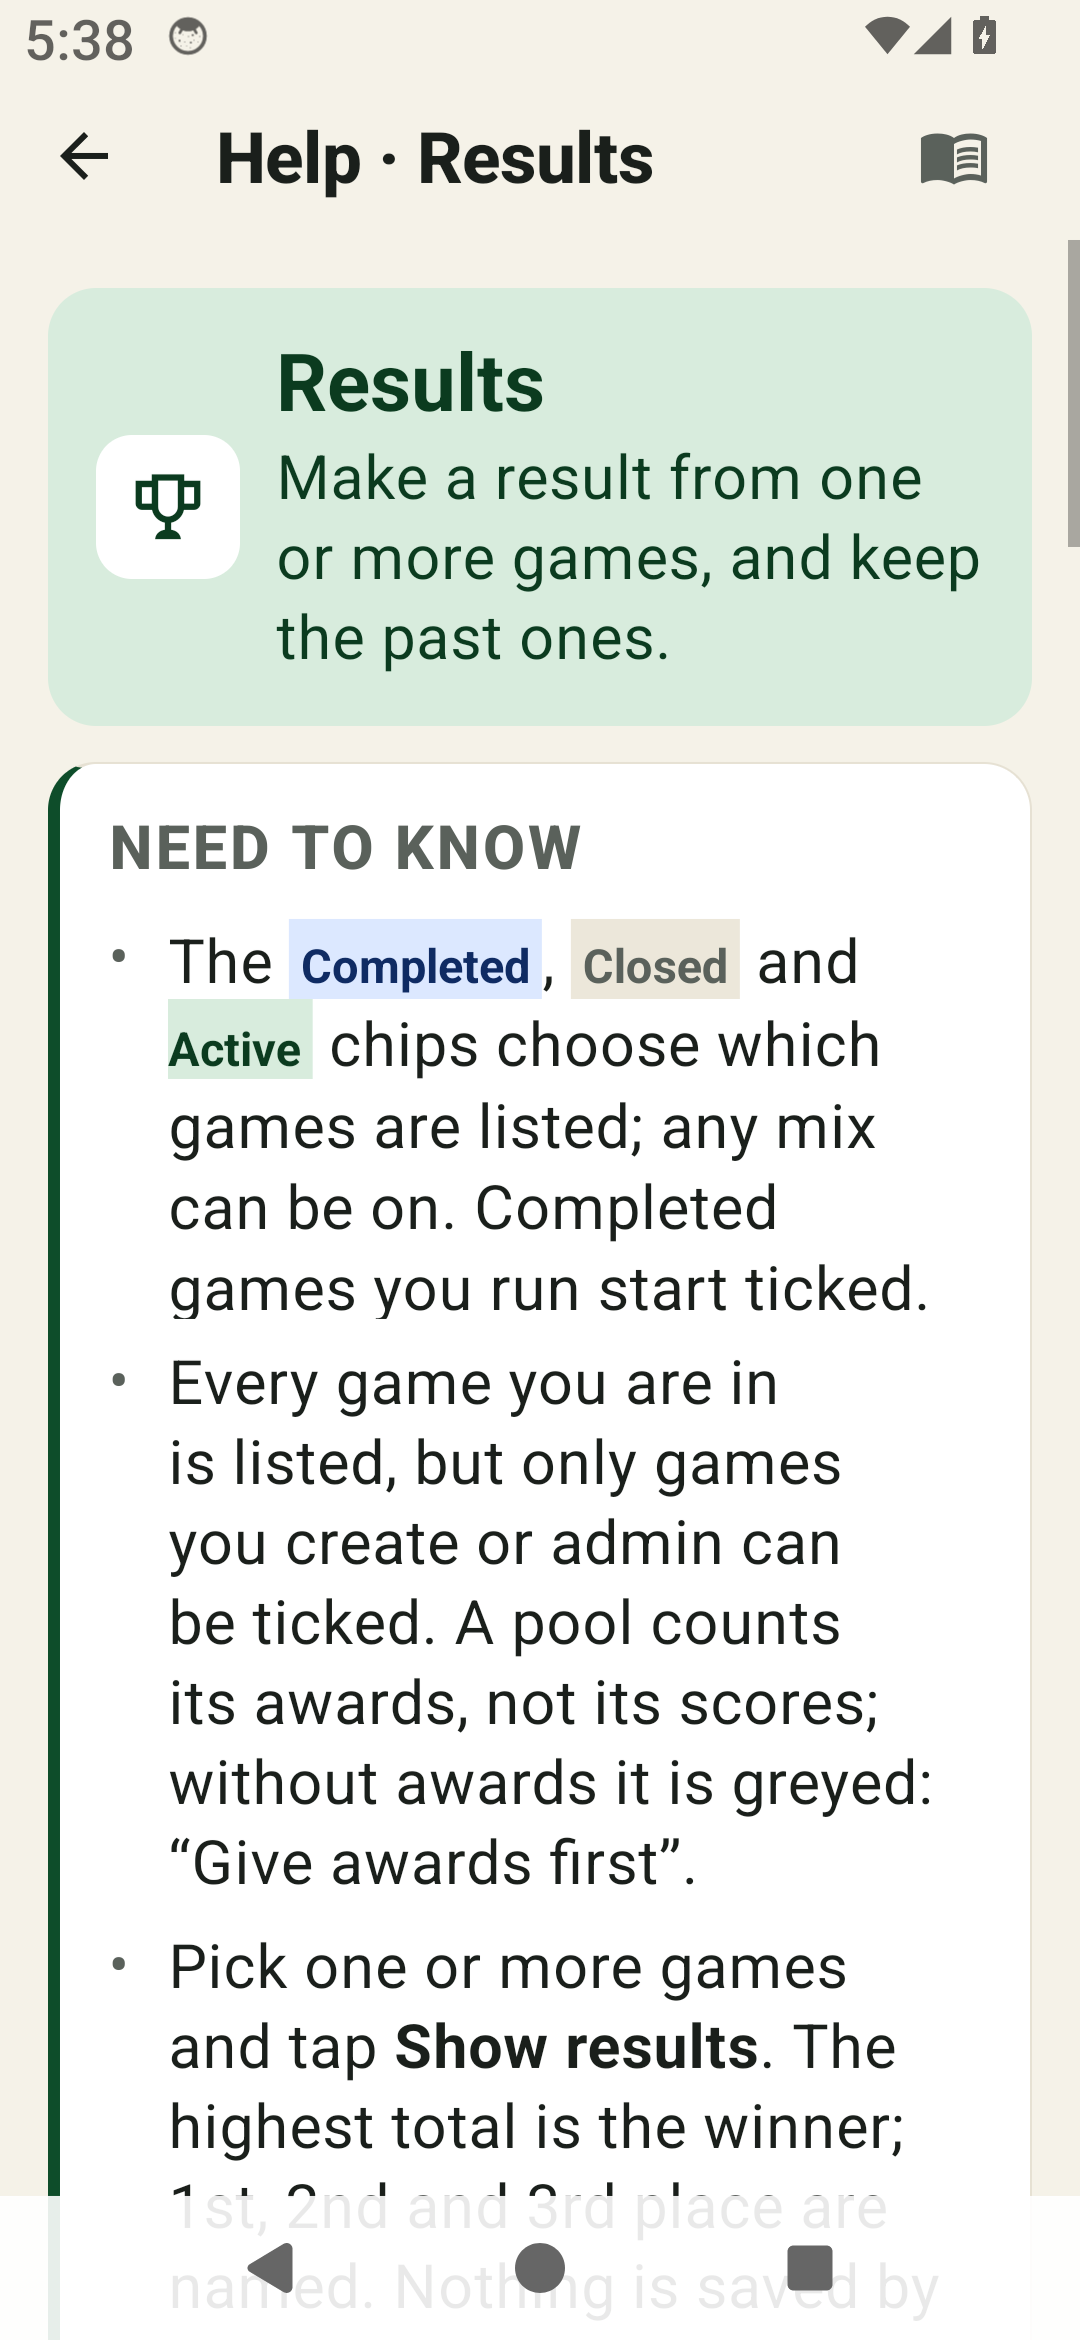 5:38
Help · Results
Results
Make a result from one
or more games, and keep
the past ones.
NEED TO KNOW
• The Completed, Closed and
Active chips choose which
games are listed; any mix
can be on. Completed
games you run start ticked.
• Every game you are in
is listed, but only games
you create or admin can
be ticked. A pool counts
its awards, not its scores;
without awards it is greyed:
“Give awards first”.
• Pick one or more games
and tap Show results. The
highest total is the winner;
1st, 2nd and 3rd place are
named. Nothing is saved by